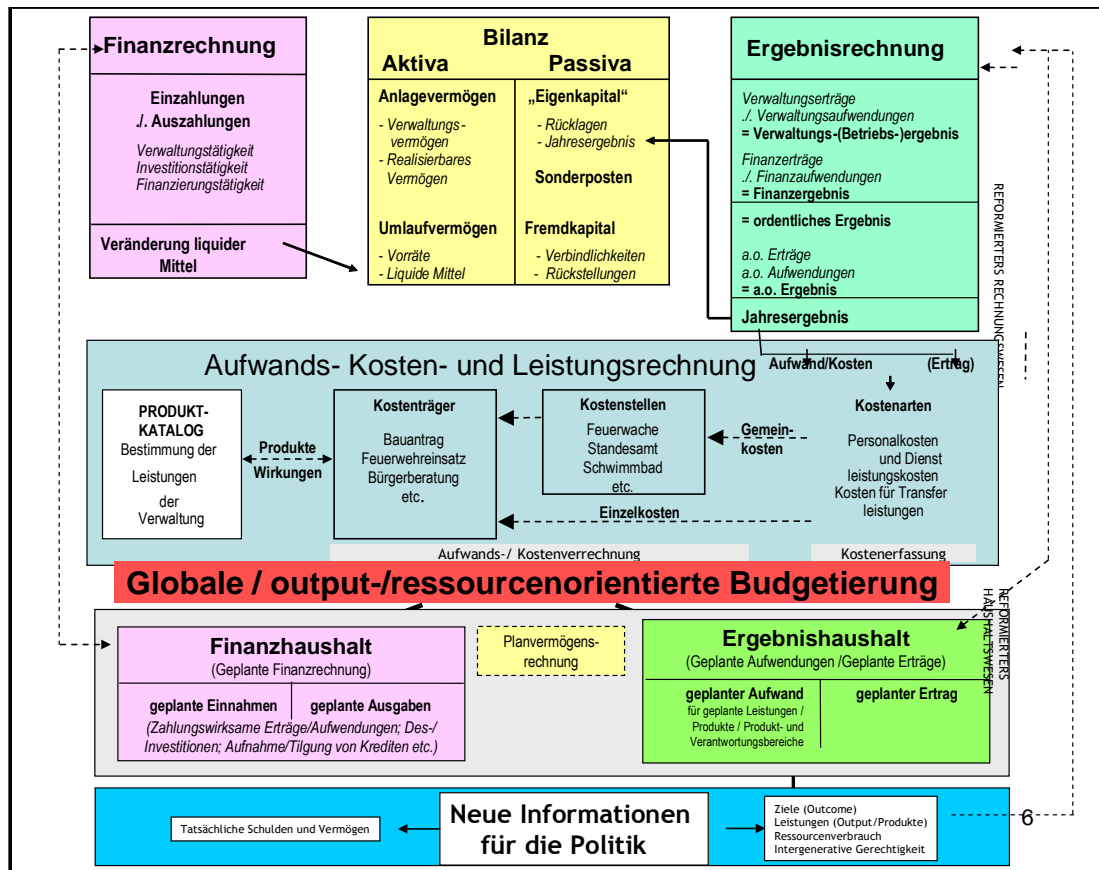 Finanzrechnung
Einzahlungen
./. Auszahlungen
Verwaltungstätigkeit
Investitionstätigkeit
Finanzierungstätigkeit
Veränderung liquider
Mittel
Bilanz
Aktiva
Passiva
Anlagevermögen
- Verwaltungs-
vermögen
- Realisierbares
Vermögen
Umlaufvermögen
- Vorräte
- Liquide Mittel
„Eigenkapital“
- Rücklagen
- Jahresergebnis
Sonderposten
Fremdkapital
- Verbindlichkeiten
- Rückstellungen
Ergebnisrechnung
Verwaltungserträge
./. Verwaltungsaufwendungen
= Verwaltungs-(Betriebs-)ergebnis
Finanzerträge
./. Finanzaufwendungen
= Finanzergebnis
= ordentliches Ergebnis
a.o. Erträge
a.o. Aufwendungen
= a.o. Ergebnis
Jahresergebnis
REFORMIERTERS RECHNUNGSWESEN
Aufwands- Kosten- und Leistungsrechnung
Aufwand/Kosten
(Ertrag)
PRODUKT-
KATALOG
Bestimmung der
Leistungen
der
Verwaltung
Produkte
Wirkungen
Kostenträger
Bauantrag
Feuerwehreinsatz
Bürgerberatung
etc.
Kostenstellen
Feuerwache
Standesamt
Schwimmbad
etc.
Gemein-
kosten
Einzelkosten
Kostenarten
Personalkosten
und Dienst
leistungskosten
Kosten für Transfer
leistungen
Aufwands-/ Kostenverrechnung
Kostenerfassung
Globale / output-/ressourcenorientierte Budgetierung
REFORMIERTERS
HAUSHALTSWESEN
Finanzhaushalt
(Geplante Finanzrechnung)
geplante Einnahmen
geplante Ausgaben
(Zahlungswirksame Erträge/Aufwendungen; Des-/
Investitionen; Aufnahme/Tilgung von Krediten etc.)
Planvermögens-
rechnung
Ergebnishaushalt
(Geplante Aufwendungen /Geplante Erträge)
geplanter Aufwand
für geplante Leistungen /
Produkte / Produkt- und
Verantwortungsbereiche
geplanter Ertrag
Tatsächliche Schulden und Vermögen
Neue Informationen
für die Politik
Ziele (Outcome)
Leistungen (Output/Produkte)
Ressourcenverbrauch
Intergenerative Gerechtigkeit
6